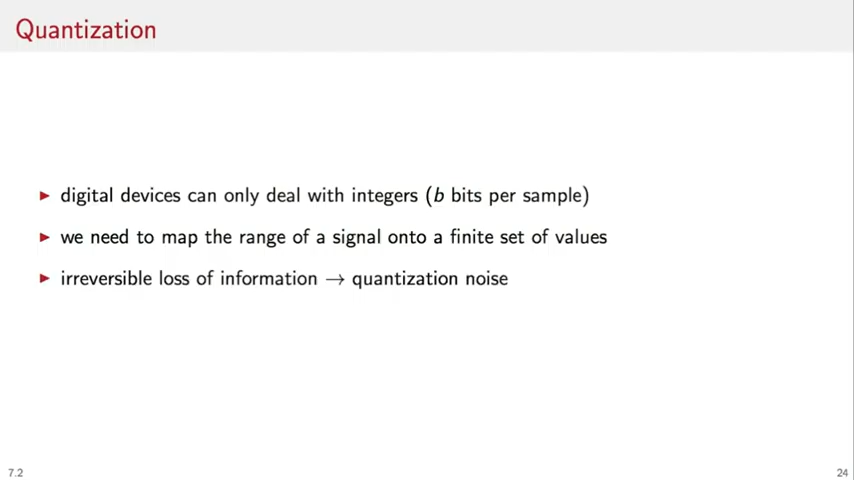 Quantization
▶ digital devices can only deal with integers (b bits per sample)
▶ we need to map the range of a signal onto a finite set of values
▶ irreversible loss of information → quantization noise
7.2
24